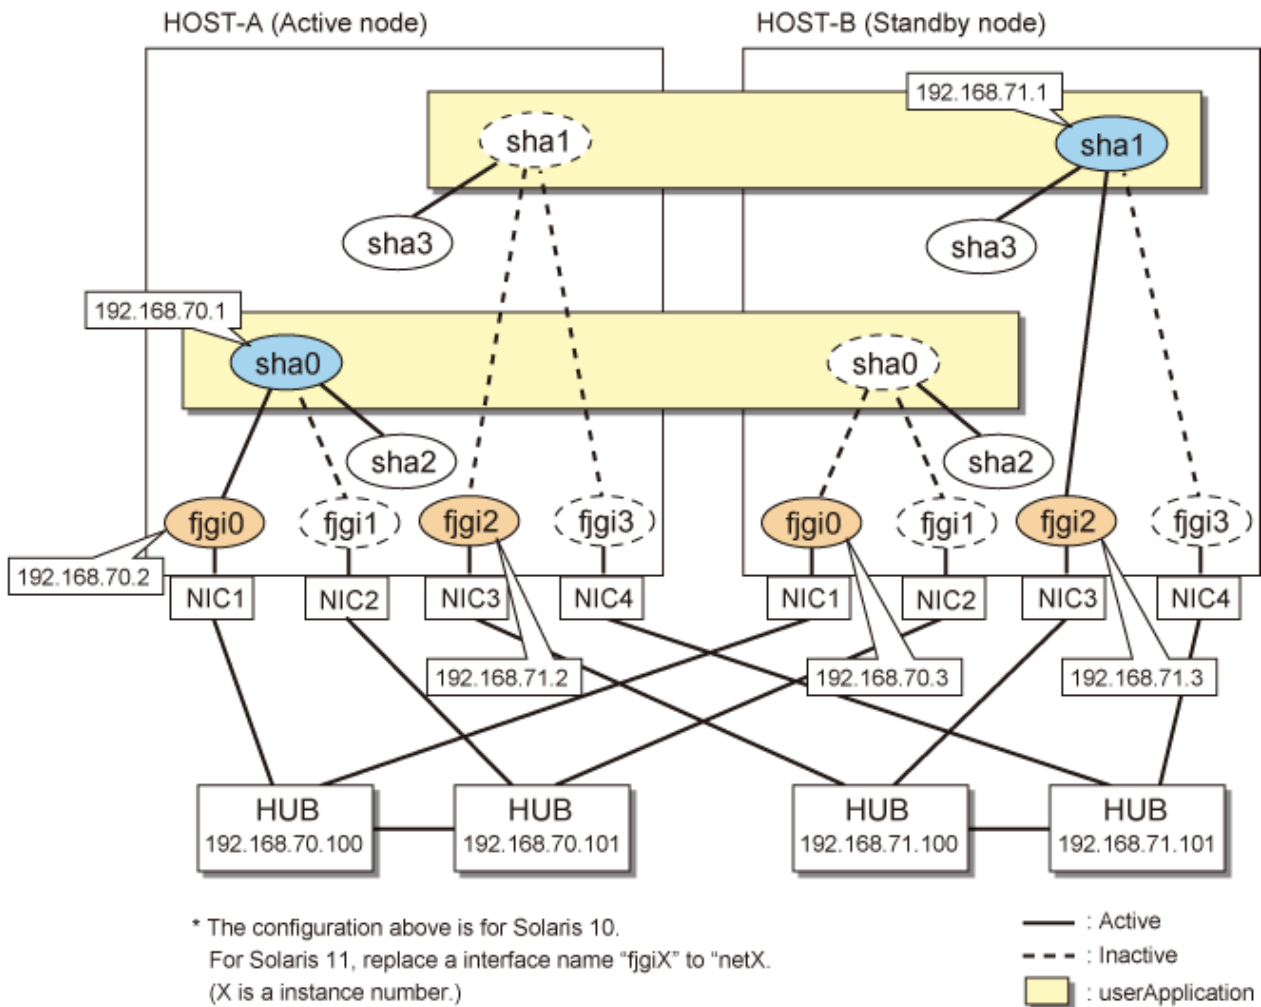 HOST-A (Active node)
HOST-B (Standby node)
192.168.71.1
sha1
sha1
sha3
sha3
192.168.70.1
sha0
sha0
sha2
sha2
fjgi0
fjgi1
fjgi2
fjgi3
fjgi0
fjgi1
fjgi2
fjgi3
192.168.70.2
NIC1
NIC2
NIC3
NIC4
NIC1
NIC2
NIC3
NIC4
192.168.71.2
192.168.70.3
192.168.71.3
HUB
192.168.70.100
HUB
192.168.70.101
HUB
192.168.71.100
HUB
192.168.71.101
* The configuration above is for Solaris 10.
For Solaris 11, replace a interface name “fjgiX” to “netX.
(X is a instance number.)
: Active
: Inactive
: userApplication